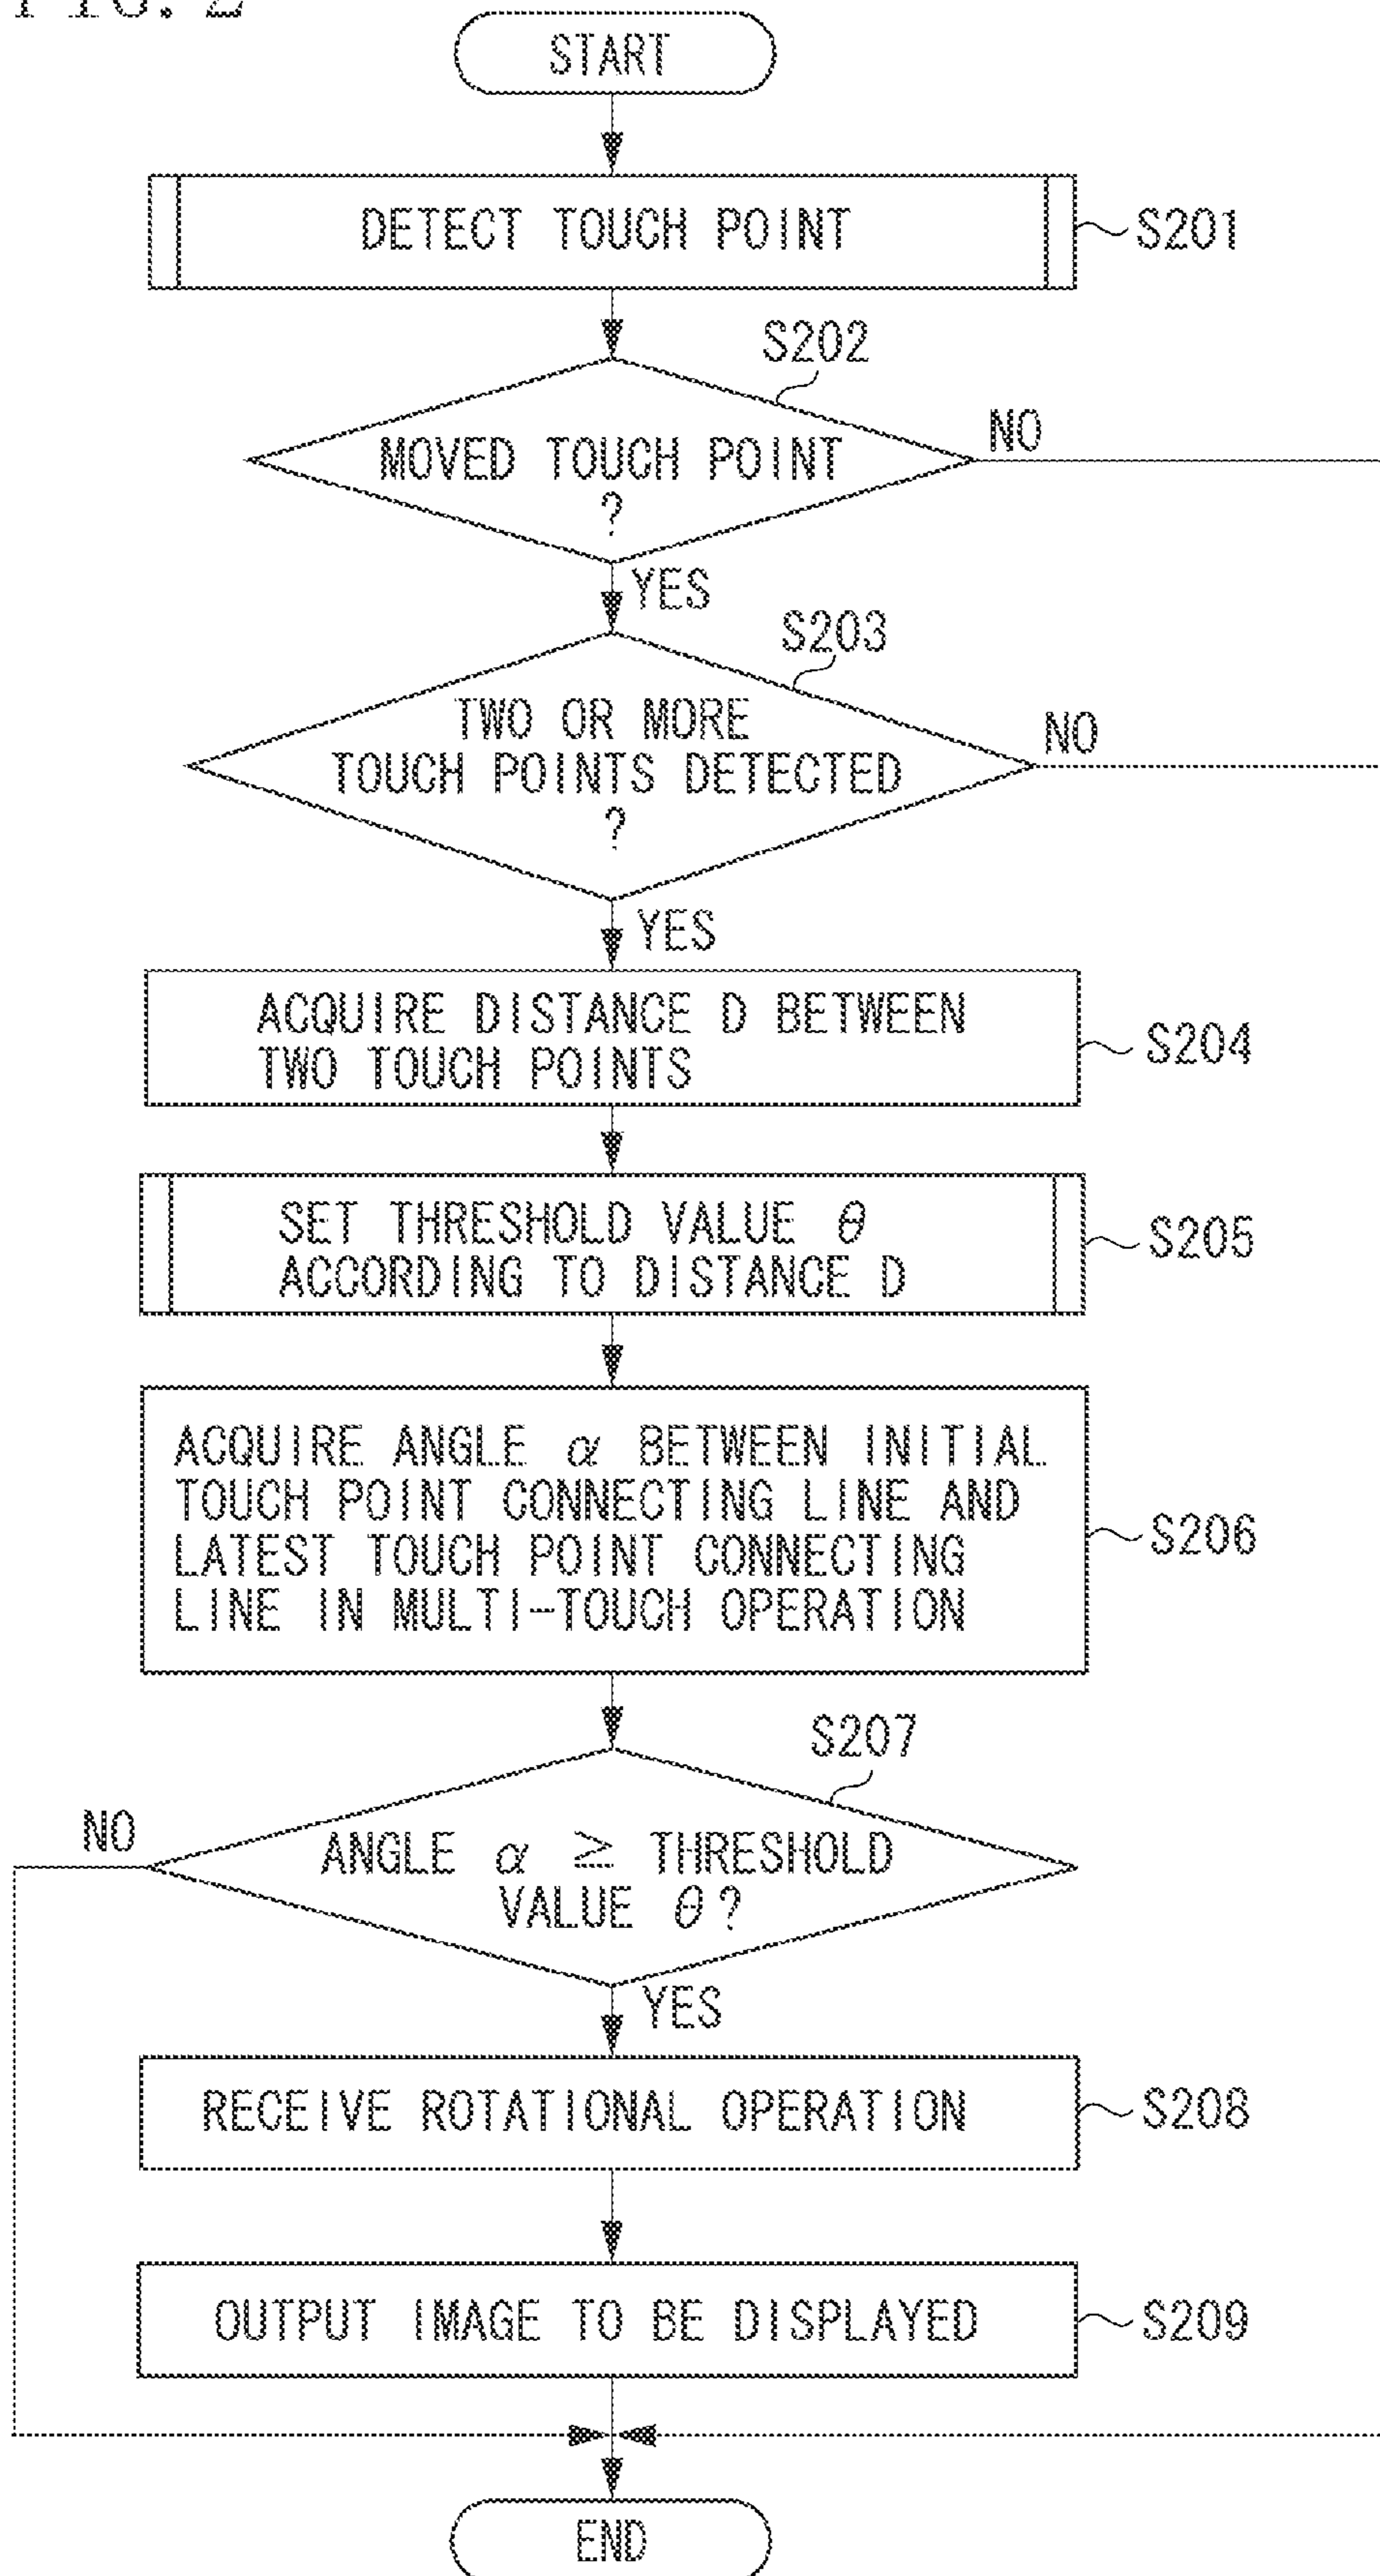 FIG. 2
START
DETECT TOUCH POINT
S201
S202
MOVED TOUCH POINT
?
NO
YES
S203
TWO OR MORE
TOUCH POINTS DETECTED
?
NO
YES
ACQUIRE DISTANCE D BETWEEN
TWO TOUCH POINTS
S204
SET THRESHOLD VALUE θ
ACCORDING TO DISTANCE D
S205
ACQUIRE ANGLE α BETWEEN INITIAL
TOUCH POINT CONNECTING LINE AND
LATEST TOUCH POINT CONNECTING
LINE IN MULTI-TOUCH OPERATION
S206
S207
NO
ANGLE α ≥ THRESHOLD
VALUE θ?
YES
RECEIVE ROTATIONAL OPERATION
S208
OUTPUT IMAGE TO BE DISPLAYED
S209
END